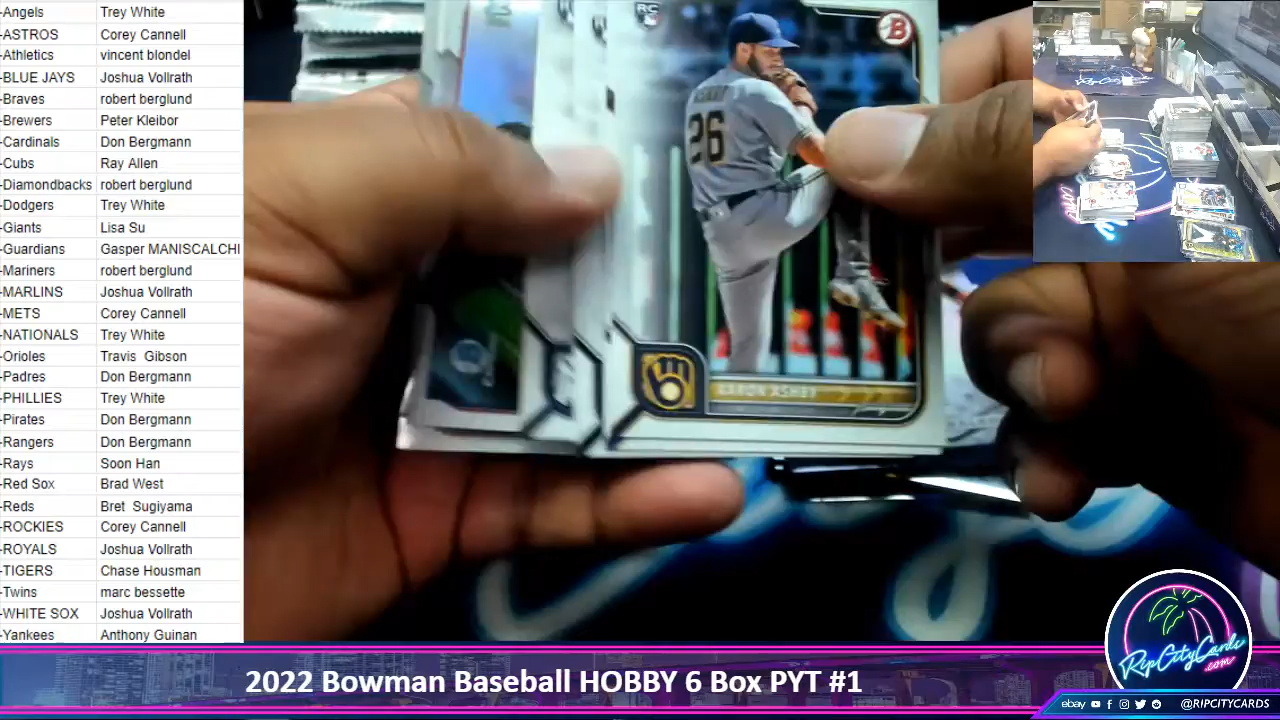 -Angels Trey White
-ASTROS Corey Cannell
-Athletics vincent blondel
-BLUE JAYS Joshua Vollrath
-Braves robert berglund
-Brewers Peter Kleibor
-Cardinals Don Bergmann
-Cubs Ray Allen
-Diamondbacks robert berglund
-Dodgers Trey White
-Giants Lisa Su
-Guardians Gasper MANISCALCHI
-Mariners robert berglund
-MARLINS Joshua Vollrath
-METS Corey Cannell
-NATIONALS Trey White
-Orioles Travis Gibson
-Padres Don Bergmann
-PHILLIES Trey White
-Pirates Don Bergmann
-Rangers Don Bergmann
-Rays Soon Han
-Red Sox Brad West
-Reds Bret Sugiyama
-ROCKIES Corey Cannell
-ROYALS Joshua Vollrath
-TIGERS Chase Housman
-Twins marc bessette
-WHITE SOX Joshua Vollrath
-Yankees Anthony Guinan
RC
B
ASHBY
26
AARON ASHBY
2022 Bowman Baseball HOBBY 6 Box PYT #1
RipCityCards
.com
ebay @RIPCITYCARDS